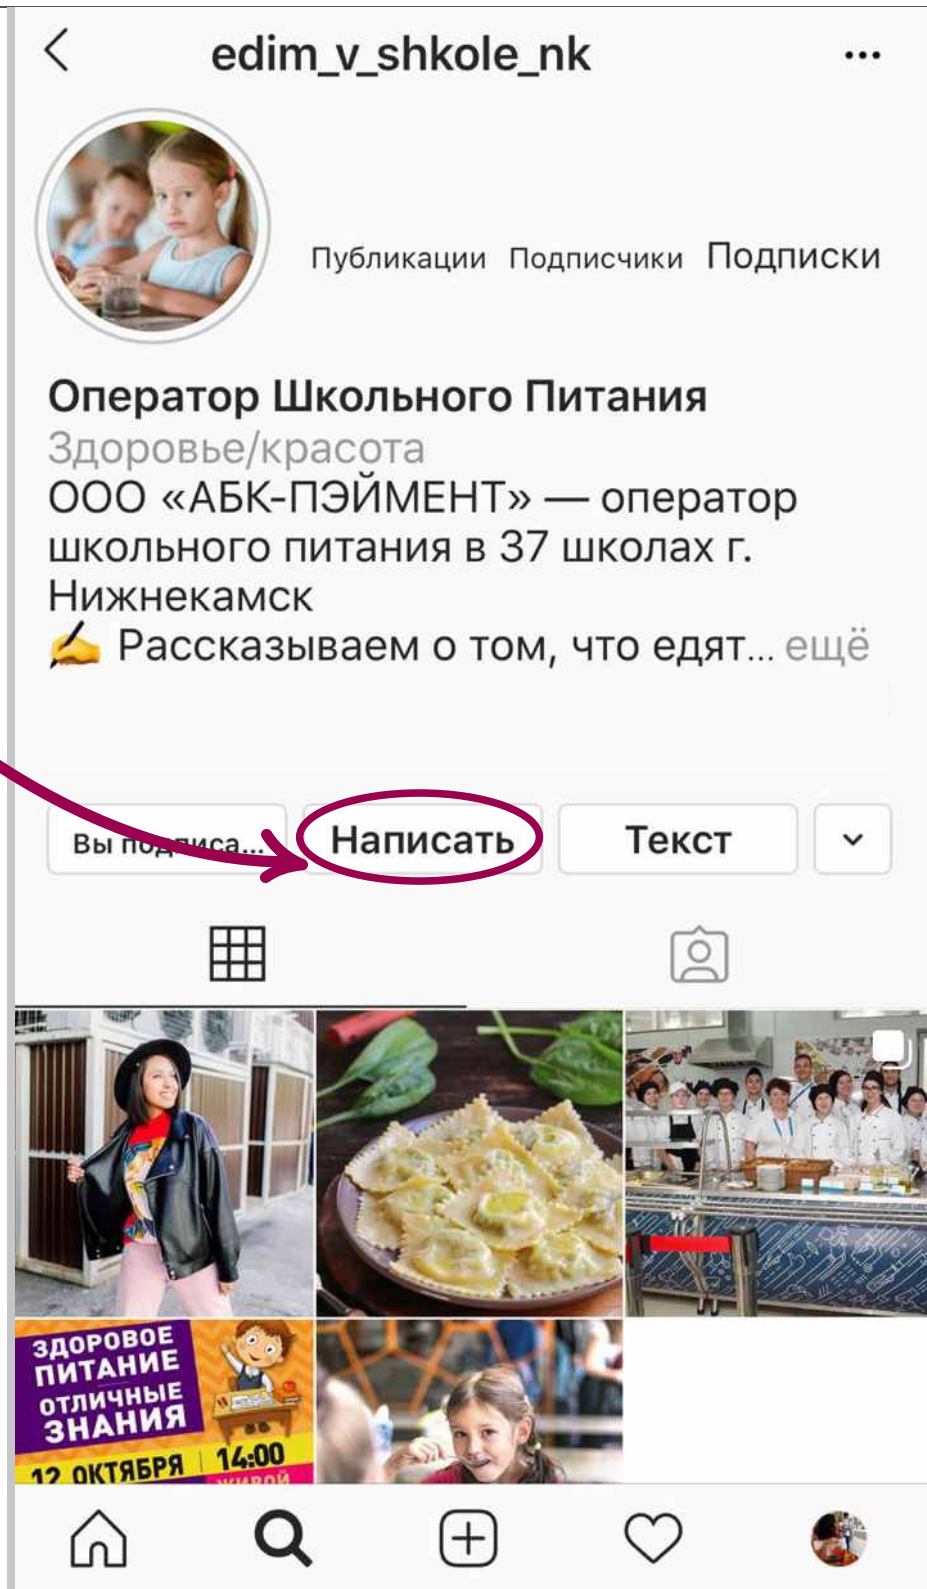 edim_v_shkole_nk
Публикации Подписчики Подписки
Оператор Школьного Питания
Здоровье/красота
ООО «АБК-ПЭЙМЕНТ» — оператор
школьного питания в 37 школах г.
Нижнекамск
✍ Рассказываем о том, что едят... ещё
Вы подписа...
Написать
Текст
ЗДОРОВОЕ
ПИТАНИЕ
ОТЛИЧНЫЕ
ЗНАНИЯ
12 ОКТЯБРЯ | 14:00
ЖИВОЙ